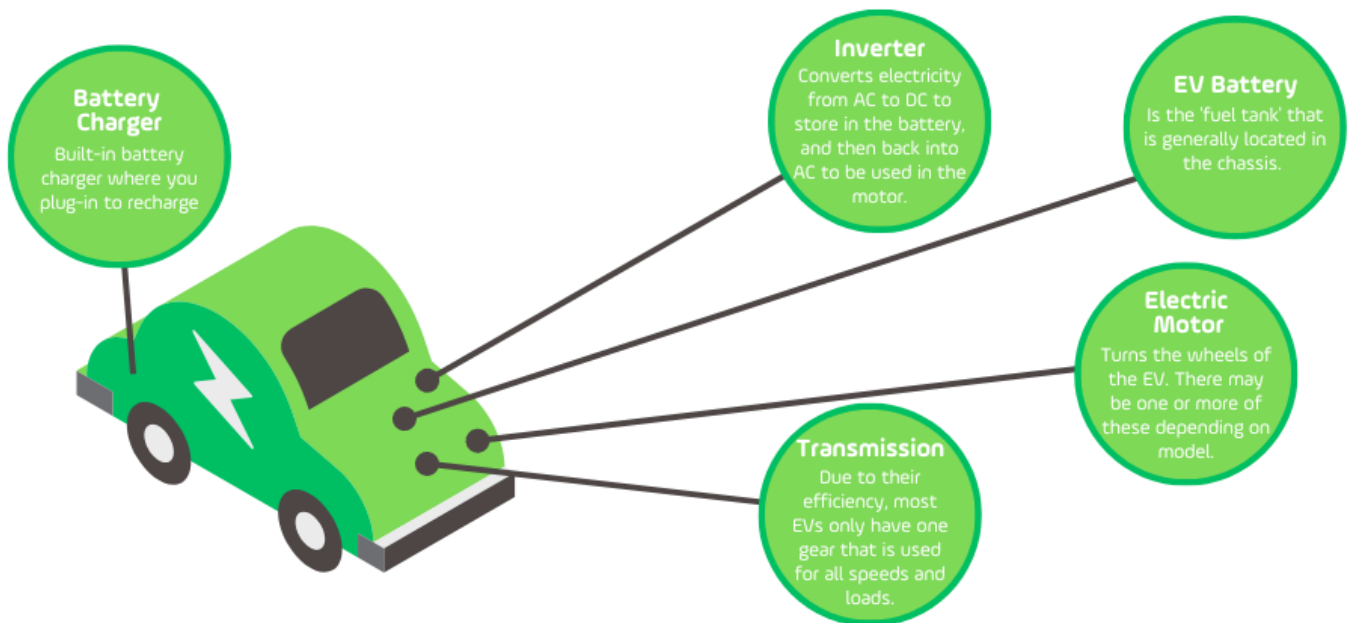 Battery
Charger
Built-in battery
charger where you
plug-in to recharge
Inverter
Converts electricity
from AC to DC to
store in the battery,
and then back into
AC to be used in the
motor.
EV Battery
Is the 'fuel tank' that
is generally located in
the chassis.
Electric
Motor
Turns the wheels of
the EV. There may
be one or more of
these depending on
model.
Transmission
Due to their
efficiency, most
EVs only have one
gear that is used
for all speeds and
loads.